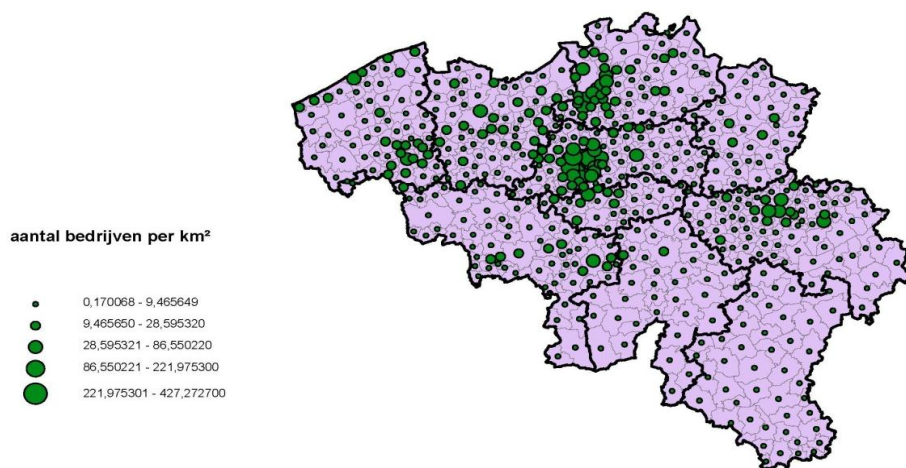 aantal bedrijven per km²
0,170068 - 9,465649
9,465650 - 28,595320
28,595321 - 86,550220
86,550221 - 221,975300
221,975301 - 427,272700